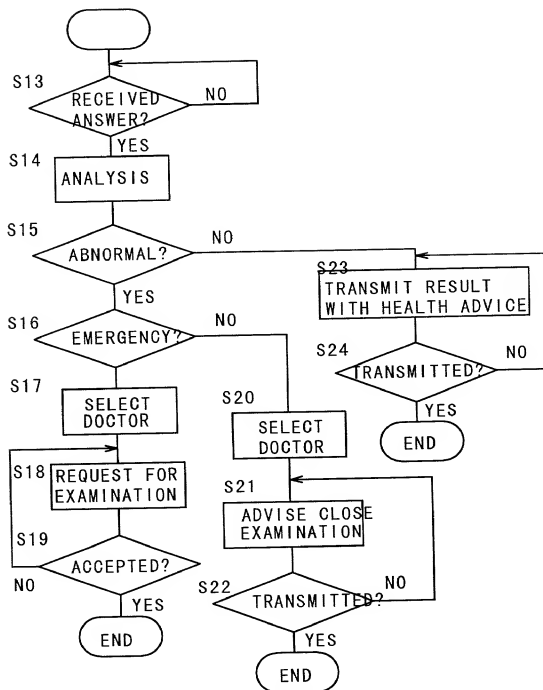 S13
RECEIVED
ANSWER?
NO
YES
S14
ANALYSIS
S15
ABNORMAL?
NO
YES
S16
EMERGENCY?
NO
S17
SELECT
DOCTOR
S18
REQUEST FOR
EXAMINATION
S19
ACCEPTED?
NO
YES
END
S20
SELECT
DOCTOR
S21
ADVISE CLOSE
EXAMINATION
S22
TRANSMITTED?
NO
YES
END
S23
TRANSMIT RESULT
WITH HEALTH ADVICE
S24
TRANSMITTED?
NO
YES
END